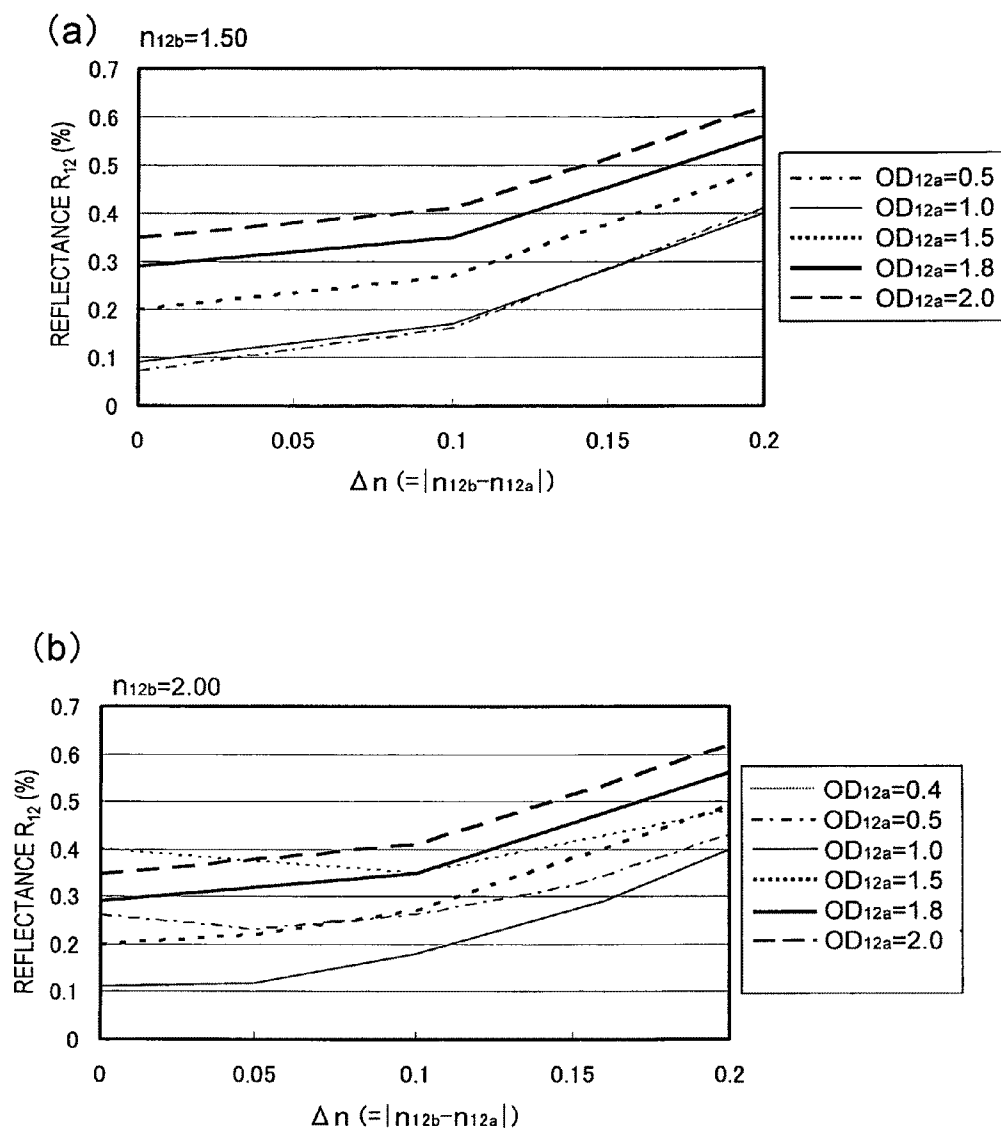 (a)
n12b=1.50
REFLECTANCE R12 (%)
0.7
0.6
0.5
0.4
0.3
0.2
0.1
0
0 0.05 0.1 0.15 0.2
Δn (=|n12b-n12a|)
OD12a=0.5
OD12a=1.0
OD12a=1.5
OD12a=1.8
OD12a=2.0
(b)
n12b=2.00
REFLECTANCE R12 (%)
0.7
0.6
0.5
0.4
0.3
0.2
0.1
0
0 0.05 0.1 0.15 0.2
Δn (=|n12b-n12a|)
OD12a=0.4
OD12a=0.5
OD12a=1.0
OD12a=1.5
OD12a=1.8
OD12a=2.0